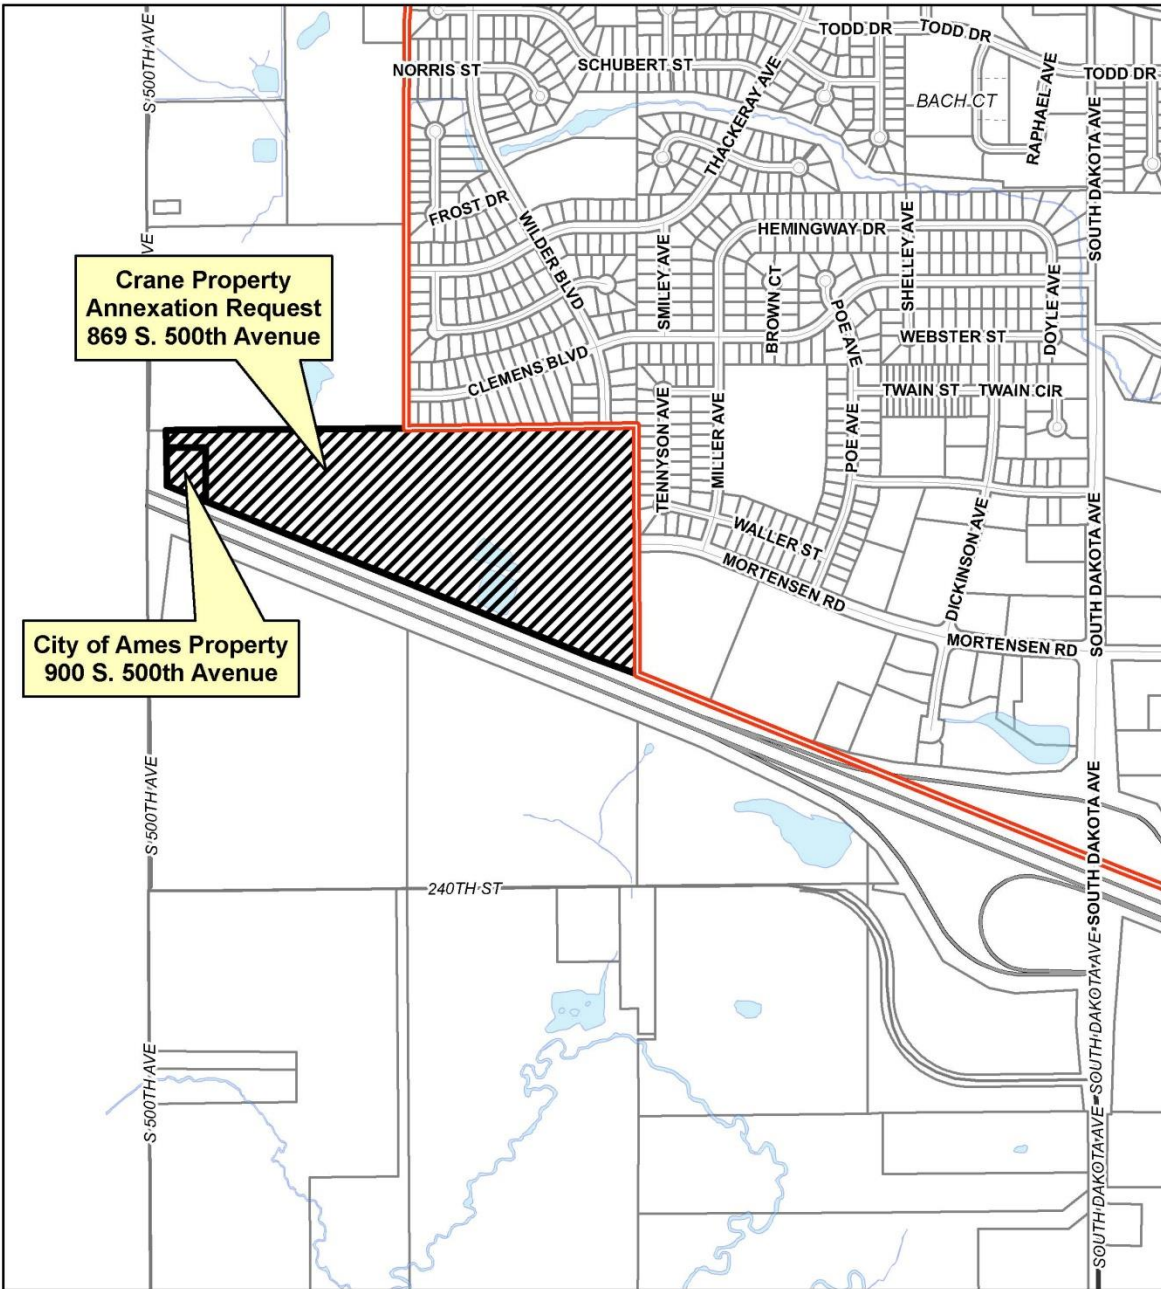 S 500TH AVE
TODD DR
TODD DR
NORRIS ST
SCHUBERT ST
THACKERAY AVE
BACH CT
RAPHAEL AVE
TODD DR
SOUTH DAKOTA AVE
FROST DR
WILDER BLVD
HEMINGWAY DR
SHELLEY AVE
AVE
Crane Property
Annexation Request
869 S. 500th Avenue
SMILEY AVE
BROWN CT
POE AVE
WEBSTER ST
DOYLE AVE
CLEMENS BLVD
TWAIN ST
TWAIN CIR
TENNYSON AVE
MILLER AVE
POE AVE
WALLER ST
MORTENSEN RD
DICKINSON AVE
SOUTH DAKOTA AVE
MORTENSEN RD
City of Ames Property
900 S. 500th Avenue
S 500TH AVE
SOUTH DAKOTA AVE
240TH ST
SOUTH DAKOTA AVE
S 500TH AVE
SOUTH DAKOTA AVE